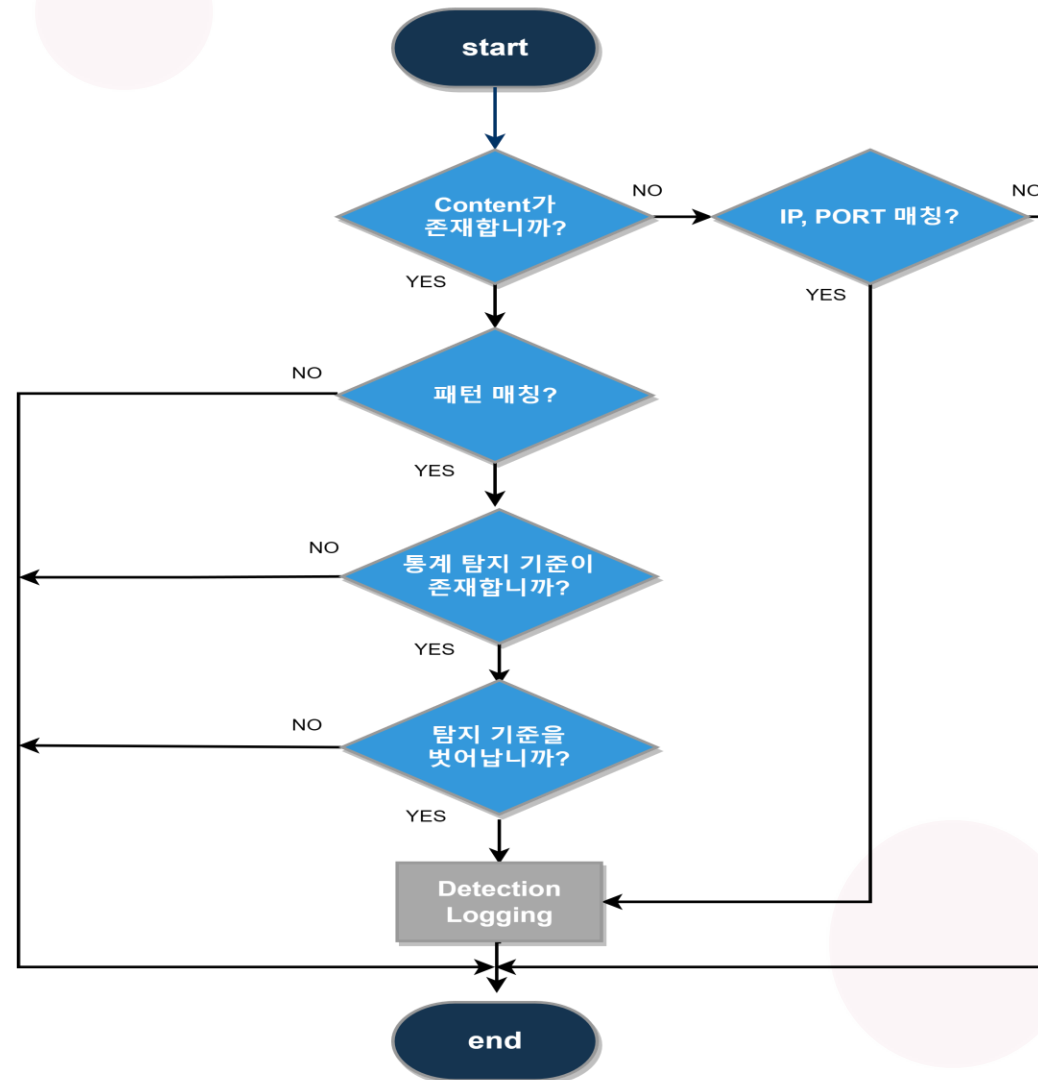 start
Content가
존재합니까?
NO
IP, PORT 매칭?
NO
YES
YES
패턴 매칭?
NO
YES
통계 탐지 기준이
존재합니까?
NO
YES
탐지 기준을
벗어납니까?
NO
YES
Detection
Logging
end